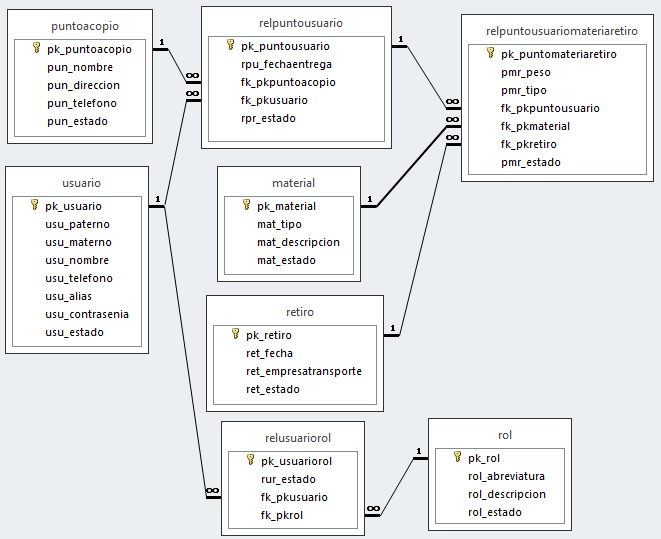 puntoacopio
pk_puntoacopio
pun_nombre
pun_direccion
pun_telefono
pun_estado
1
∞
relpuntousuario
pk_puntousuario
rpu_fechaentrega
fk_pkpuntoacopio
fk_pkusuario
rpr_estado
1
∞
∞
relpuntousuariomateriaretiro
pk_puntomateriaretiro
pmr_peso
pmr_tipo
fk_pkpuntousuario
fk_pkmaterial
fk_pkretiro
pmr_estado
∞
∞
usuario
pk_usuario
usu_paterno
usu_materno
usu_nombre
usu_telefono
usu_alias
usu_contrasenia
usu_estado
1
material
pk_material
mat_tipo
mat_descripcion
mat_estado
1
retiro
pk_retiro
ret_fecha
ret_empresatransporte
ret_estado
1
∞
relusuariorol
pk_usuariorol
rur_estado
fk_pkusuario
fk_pkrol
∞
1
rol
pk_rol
rol_abreviatura
rol_descripcion
rol_estado